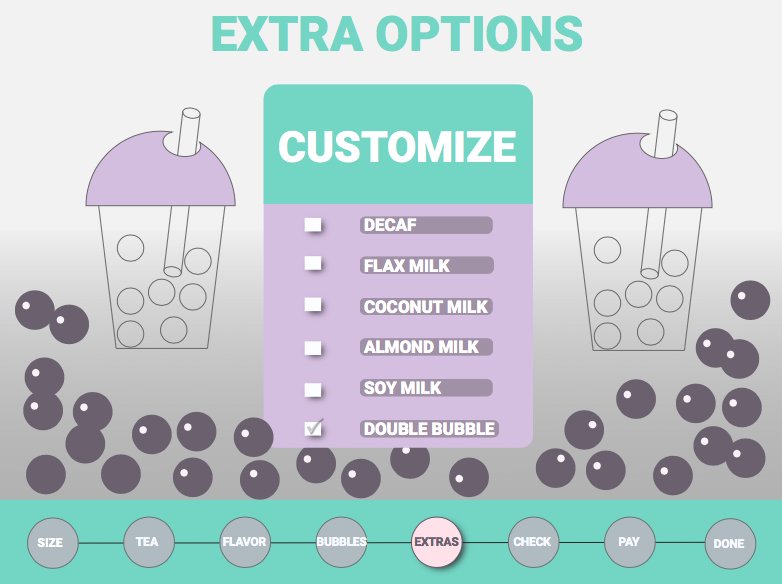 EXTRA OPTIONS
CUSTOMIZE
DECAF
FLAX MILK
COCONUT MILK
ALMOND MILK
SOY MILK
DOUBLE BUBBLE
SIZE
TEA
FLAVOR
BUBBLES
EXTRAS
CHECK
PAY
DONE